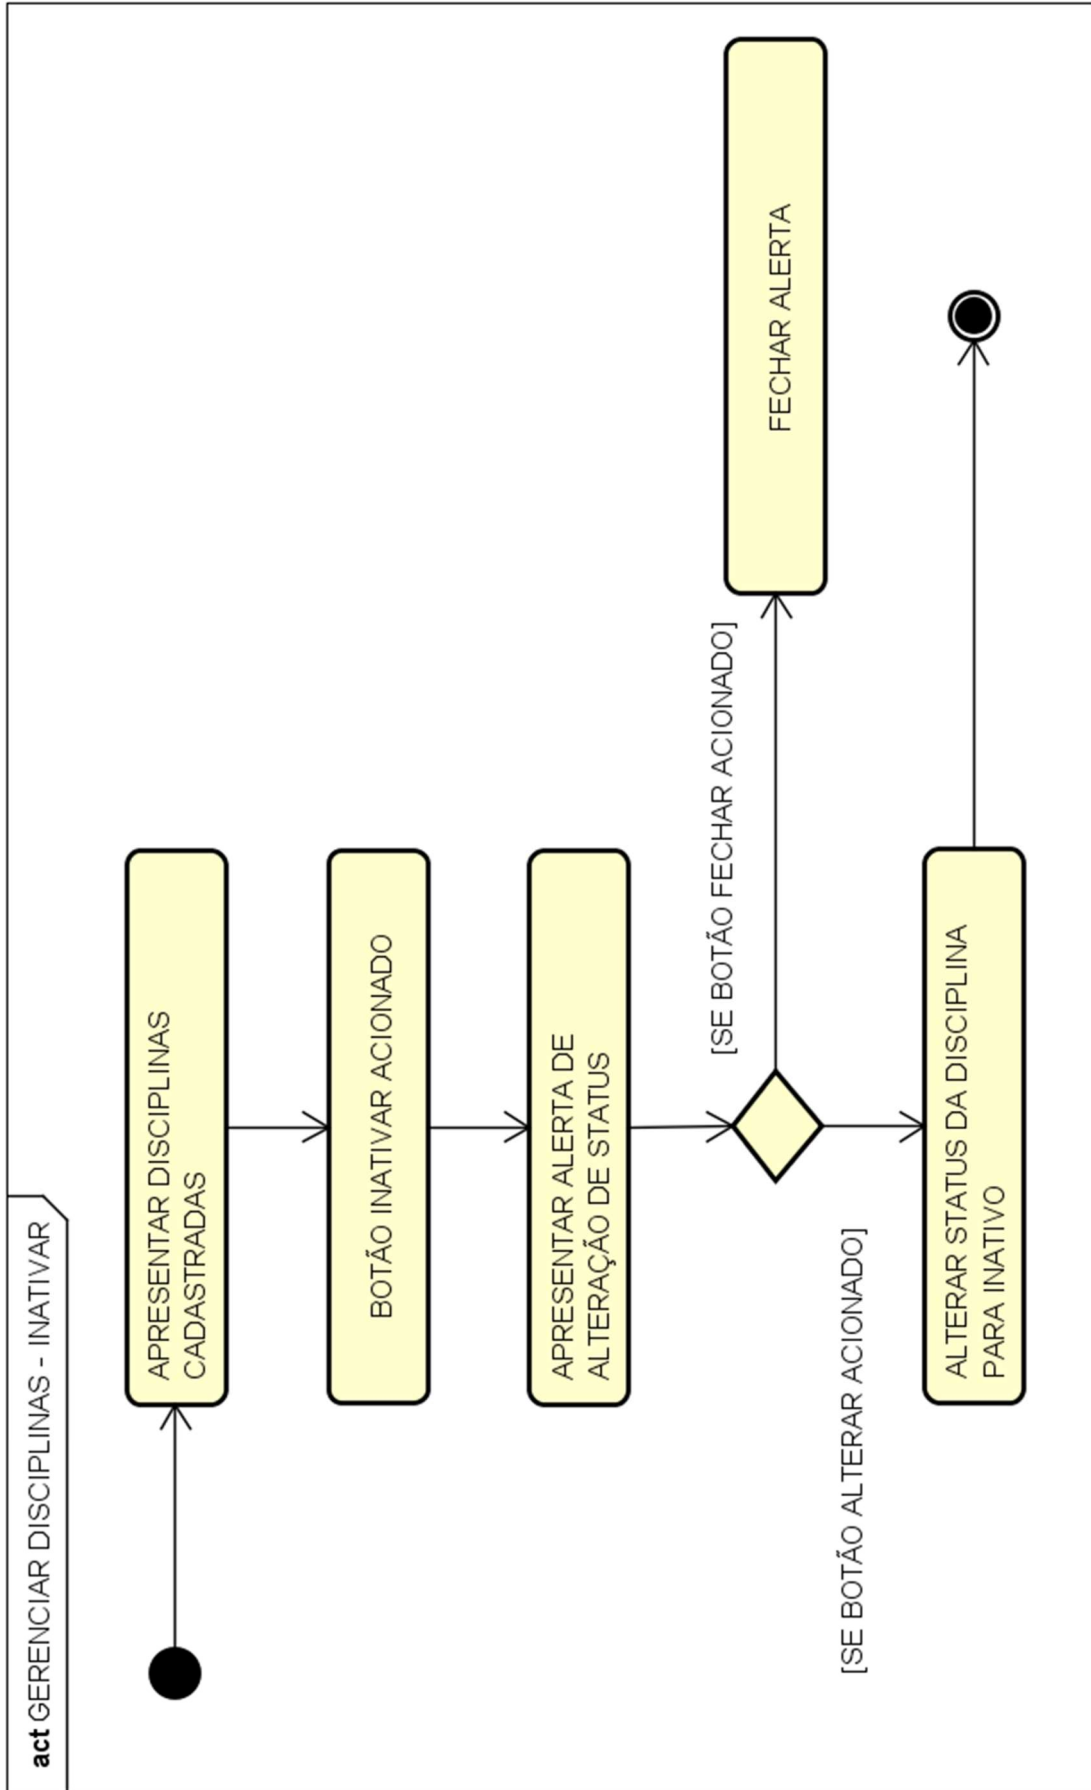 act GERENCIAR DISCIPLINAS - INATIVAR
APRESENTAR DISCIPLINAS
CADASTRADAS
BOTÃO INATIVAR ACIONADO
APRESENTAR ALERTA DE
ALTERAÇÃO DE STATUS
[SE BOTÃO FECHAR ACIONADO]
FECHAR ALERTA
[SE BOTÃO ALTERAR ACIONADO]
ALTERAR STATUS DA DISCIPLINA
PARA INATIVO